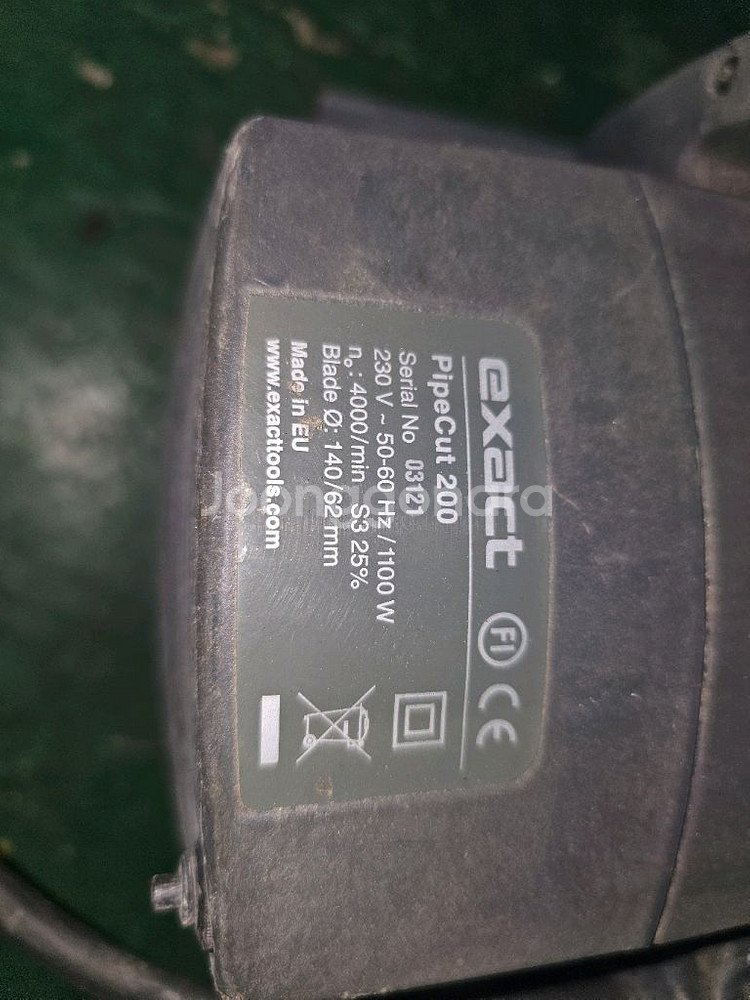 exact FI CE
PipeCut 200
Serial No 03121
230 V ~ 50-60 Hz / 1100 W
n₀: 4000/min S3 25%
Blade Ø: 140/62 mm
Made in EU
www.exacttools.com
Joonggonara